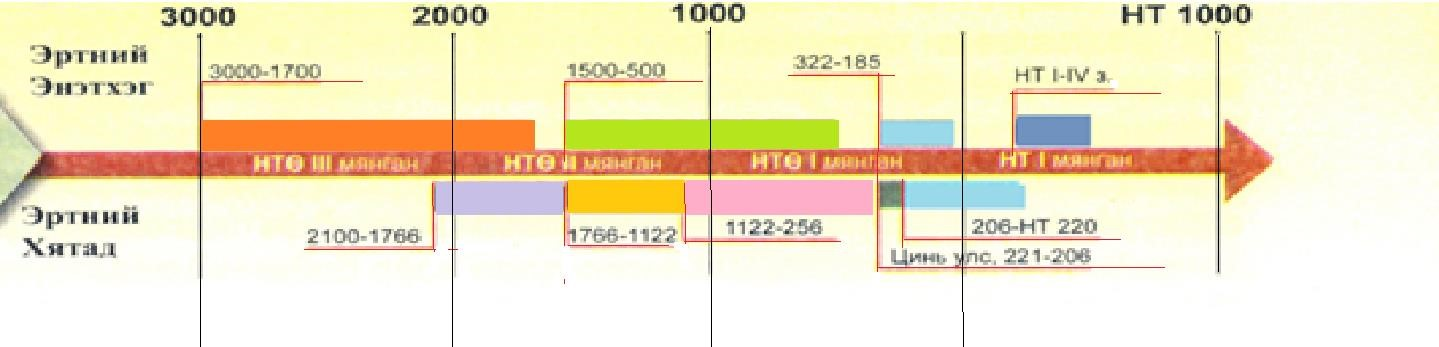 3000 2000 1000 НТ 1000
Эртний
Энэтхэг
3000-1700
1500-500
322-185
НТ I-IV з.
НТӨ III мянган НТӨ II мянган НТӨ I мянган НТ I мянган
Эртний
Хятад
2100-1766
1766-1122
1122-256
206-НТ 220
Цинь улс. 221-206